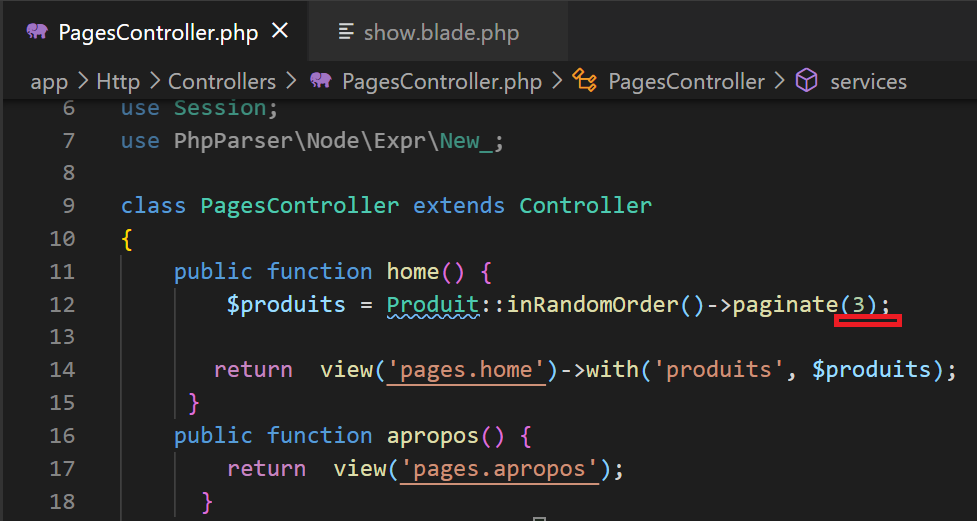 PagesController.php ×  show.blade.php
app > Http > Controllers > PagesController.php > PagesController > services
6 use Session;
7 use PhpParser\Node\Expr\New_;
8
9 class PagesController extends Controller
10 {
11 public function home() {
12 $produits = Produit::inRandomOrder()->paginate(3);
13
14 return  view('pages.home')->with('produits', $produits);
15 }
16 public function apropos() {
17 return  view('pages.apropos');
18 }